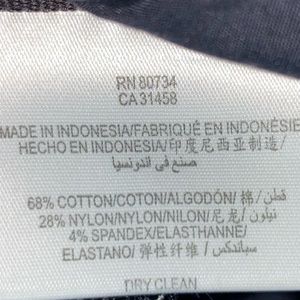 RN 80734
CA 31458
MADE IN INDONESIA/FABRIQUÉ EN INDONÉSIE
HECHO EN INDONESIA/印度尼西亚制造/
صنع في اندونسيا
68% COTTON/COTON/ALGODÓN/ 棉/ قطن/
28% NYLON/NYLON/NILON/ 尼龙/ نيلون/
4% SPANDEX/ELASTHANNE/
ELASTANO/ 弹性纤维/ سباندكس/
DRY CLEAN